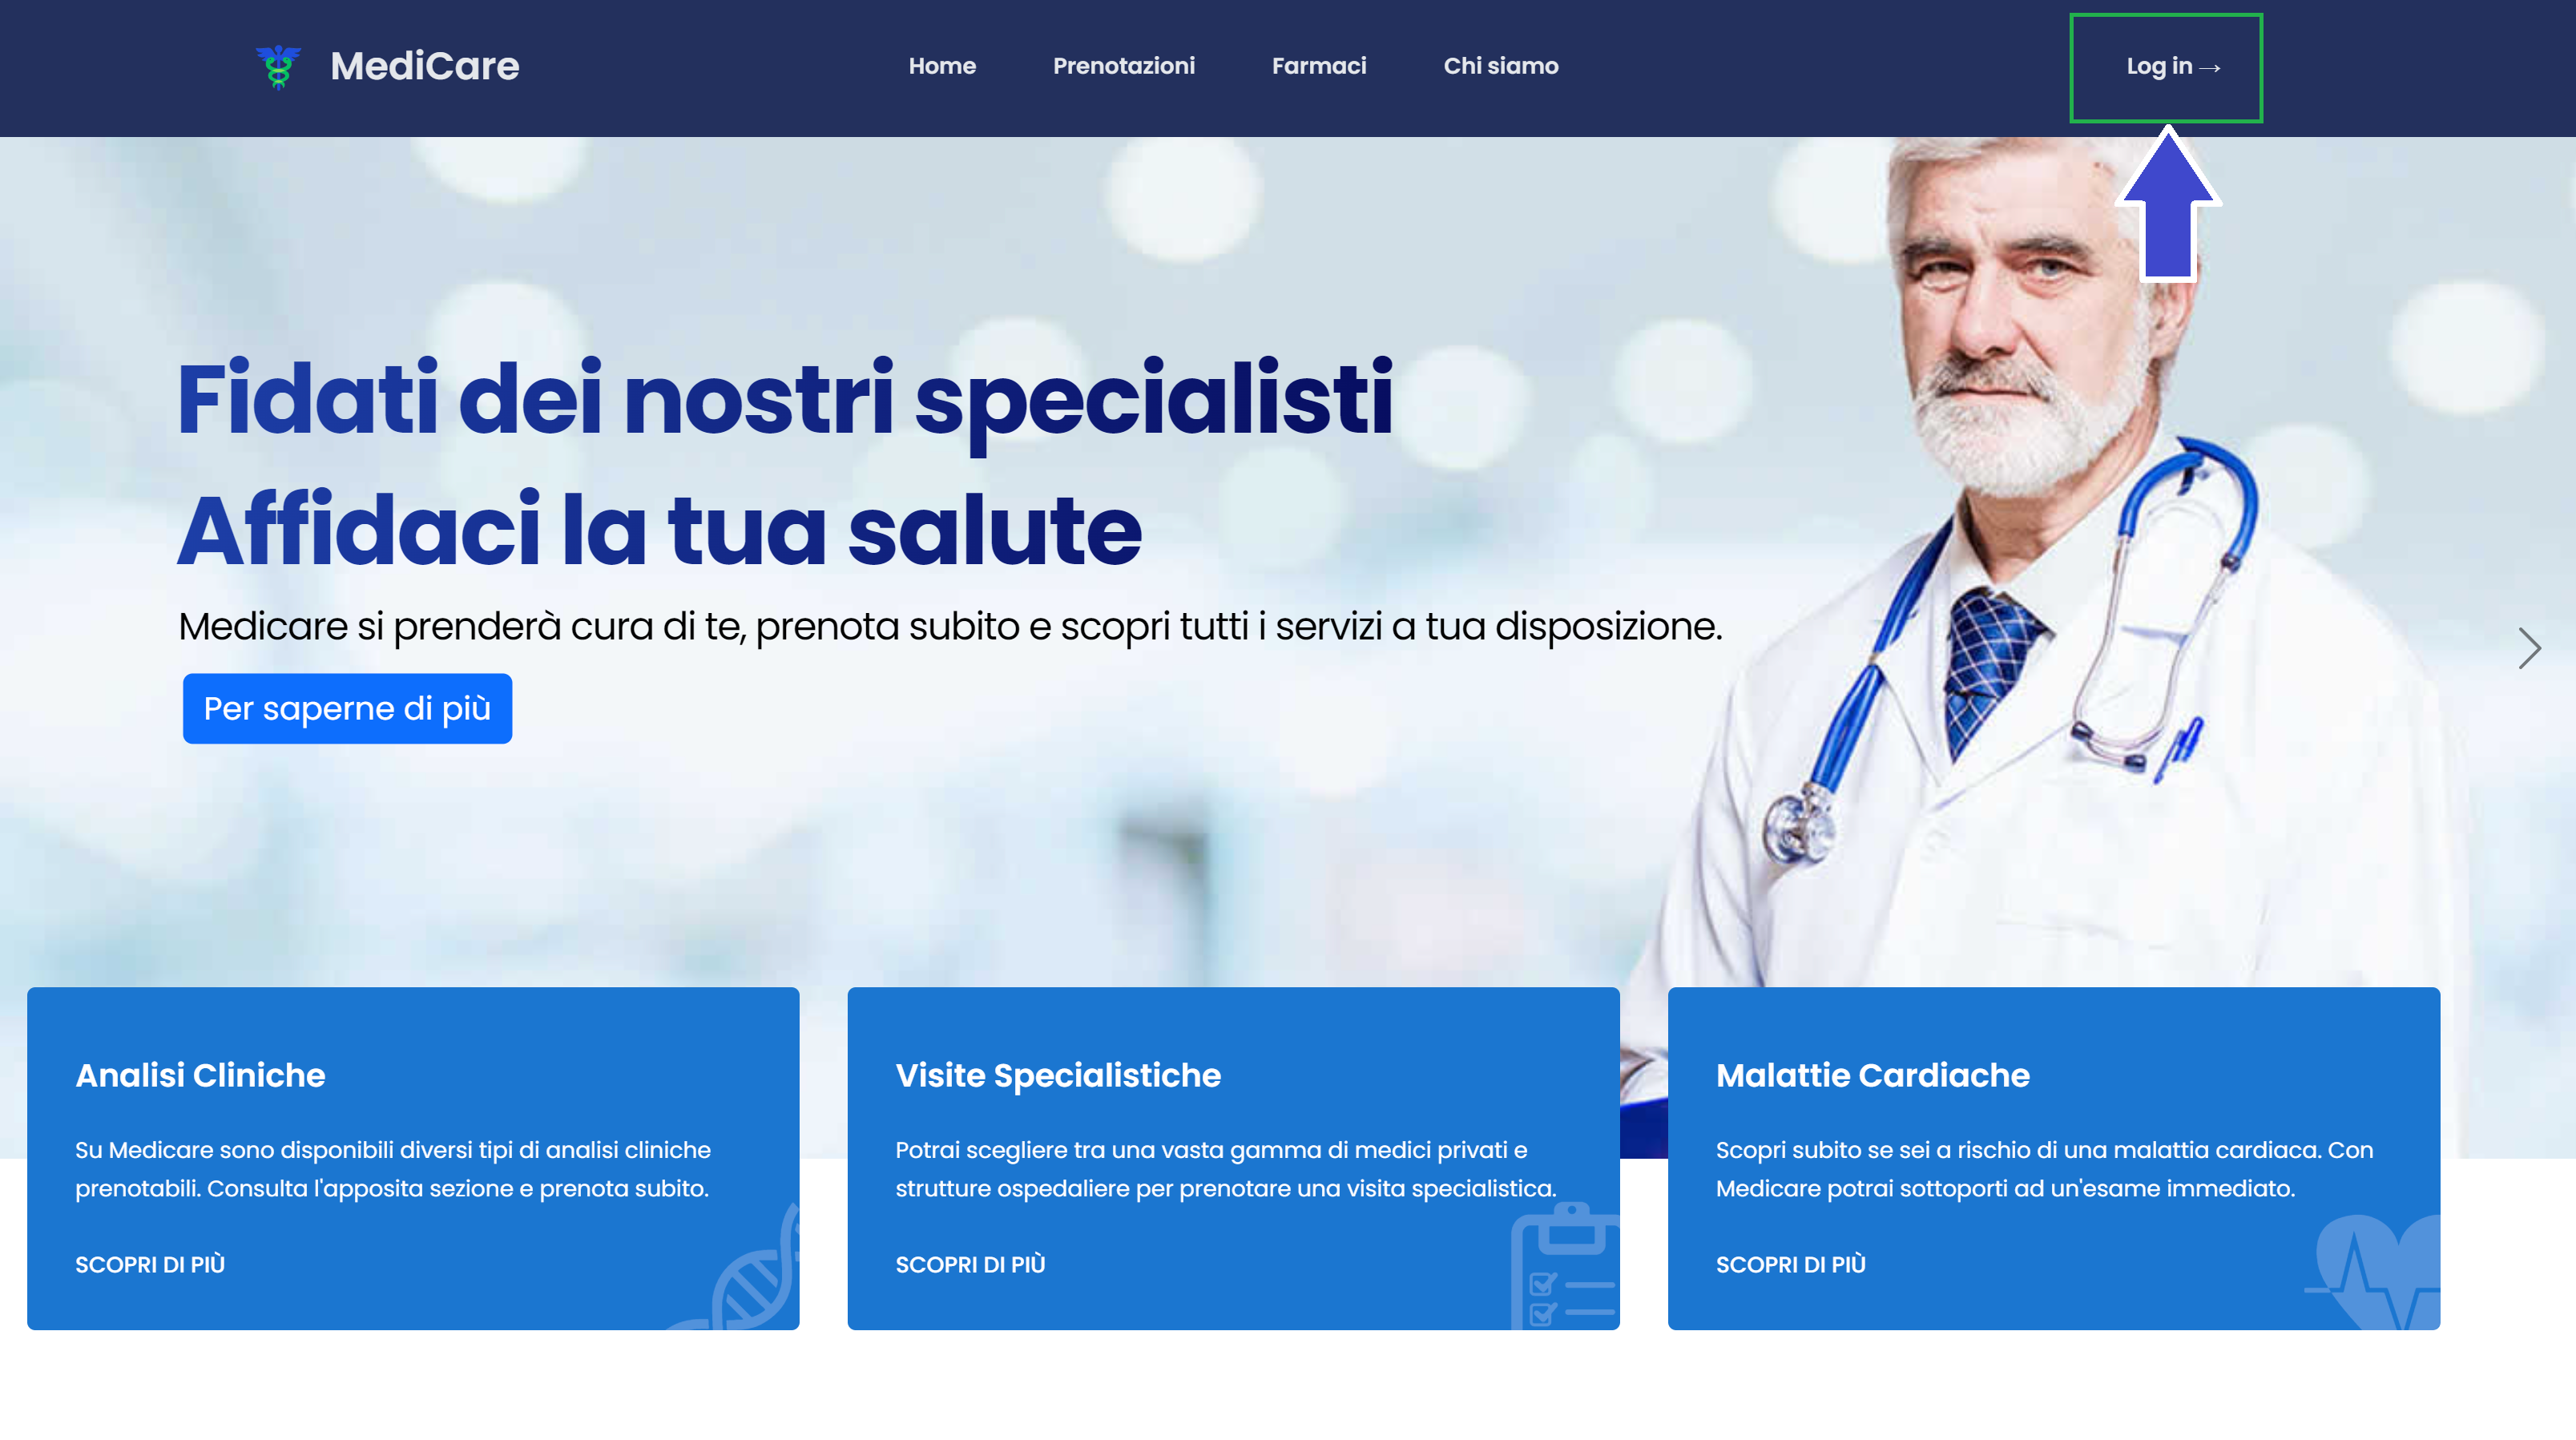 MediCare
Home Prenotazioni Farmaci Chi siamo
Log in →
Fidati dei nostri specialisti
Affidaci la tua salute
Medicare si prenderà cura di te, prenota subito e scopri tutti i servizi a tua disposizione.
Per saperne di più
Analisi Cliniche
Su Medicare sono disponibili diversi tipi di analisi cliniche
prenotabili. Consulta l'apposita sezione e prenota subito.
SCOPRI DI PIÙ
Visite Specialistiche
Potrai scegliere tra una vasta gamma di medici privati e
strutture ospedaliere per prenotare una visita specialistica.
SCOPRI DI PIÙ
Malattie Cardiache
Scopri subito se sei a rischio di una malattia cardiaca. Con
Medicare potrai sottoporti ad un'esame immediato.
SCOPRI DI PIÙ